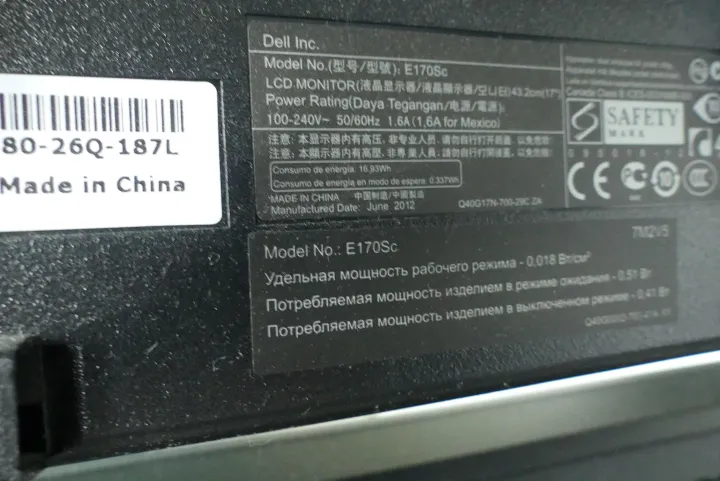 80-26Q-187L
Made in China
Dell Inc.
Model No.(型号/型號): E170Sc
LCD MONITOR(液晶显示器/液晶顯示器/모니터)43.2cm(17")
Power Rating(Daya Tegangan/电源/電源):
100-240V~ 50/60Hz 1.6A(1,6A for Mexico)
注意: 本显示器内有高压, 非专业人员, 请勿自行打开后盖, 以免危险!
注意: 本顯示器内有高壓, 非專業人員, 請勿自行打開後蓋, 以免危險!
Consumo de energía: 16,93Wh
Consumo de energía en modo de espera: 0.337Wh
MADE IN CHINA 中国制造/中國製造
Manufactured Date: June 2012
Q40G17N-700-29C 2A
SAFETY
MARK
CE
Model No.: E170Sc
7M2V5
Удельная мощность рабочего режима - 0,018 Вт/см²
Потребляемая мощность изделием в режиме ожидания - 0.51 Вт
Потребляемая мощность изделием в выключенном режиме - 0,41 Вт